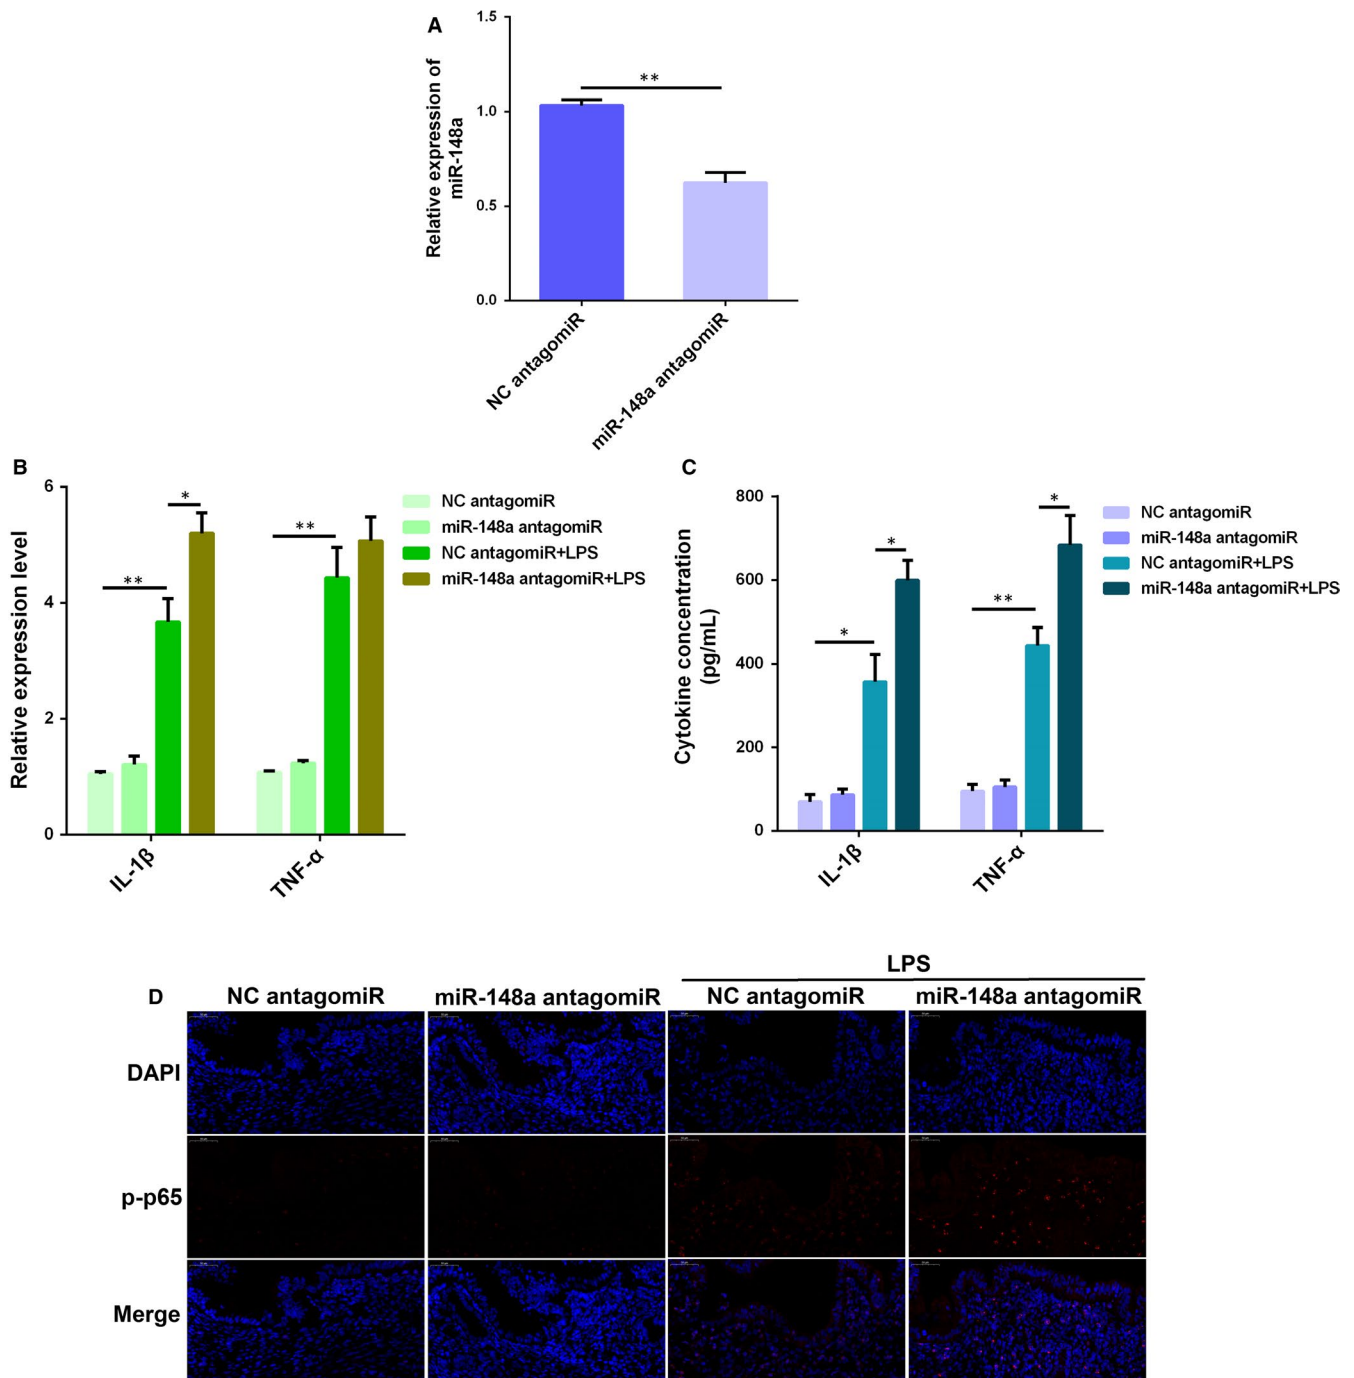 A
Relative expression of
miR-148a
1.5
1.0
0.5
0.0
**
NC antagomiR
miR-148a antagomiR
B
Relative expression level
6
4
2
0
**
*
**
IL-1β
TNF-α
NC antagomiR
miR-148a antagomiR
NC antagomiR+LPS
miR-148a antagomiR+LPS
C
Cytokine concentration
(pg/mL)
800
600
400
200
0
*
*
**
*
IL-1β
TNF-α
NC antagomiR
miR-148a antagomiR
NC antagomiR+LPS
miR-148a antagomiR+LPS
LPS
D
NC antagomiR
miR-148a antagomiR
NC antagomiR
miR-148a antagomiR
DAPI
p-p65
Merge